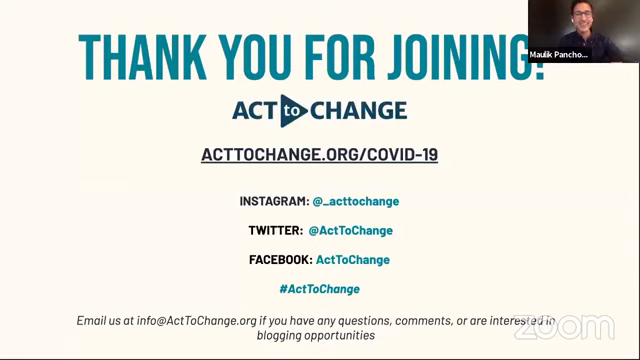 THANK YOU FOR JOINING!
Maulik Pancho...
ACT to CHANGE
ACTTOCHANGE.ORG/COVID-19
INSTAGRAM: @_acttochange
TWITTER: @ActToChange
FACEBOOK: ActToChange
#ActToChange
Email us at info@ActToChange.org if you have any questions, comments, or are interested in
blogging opportunities
zoom